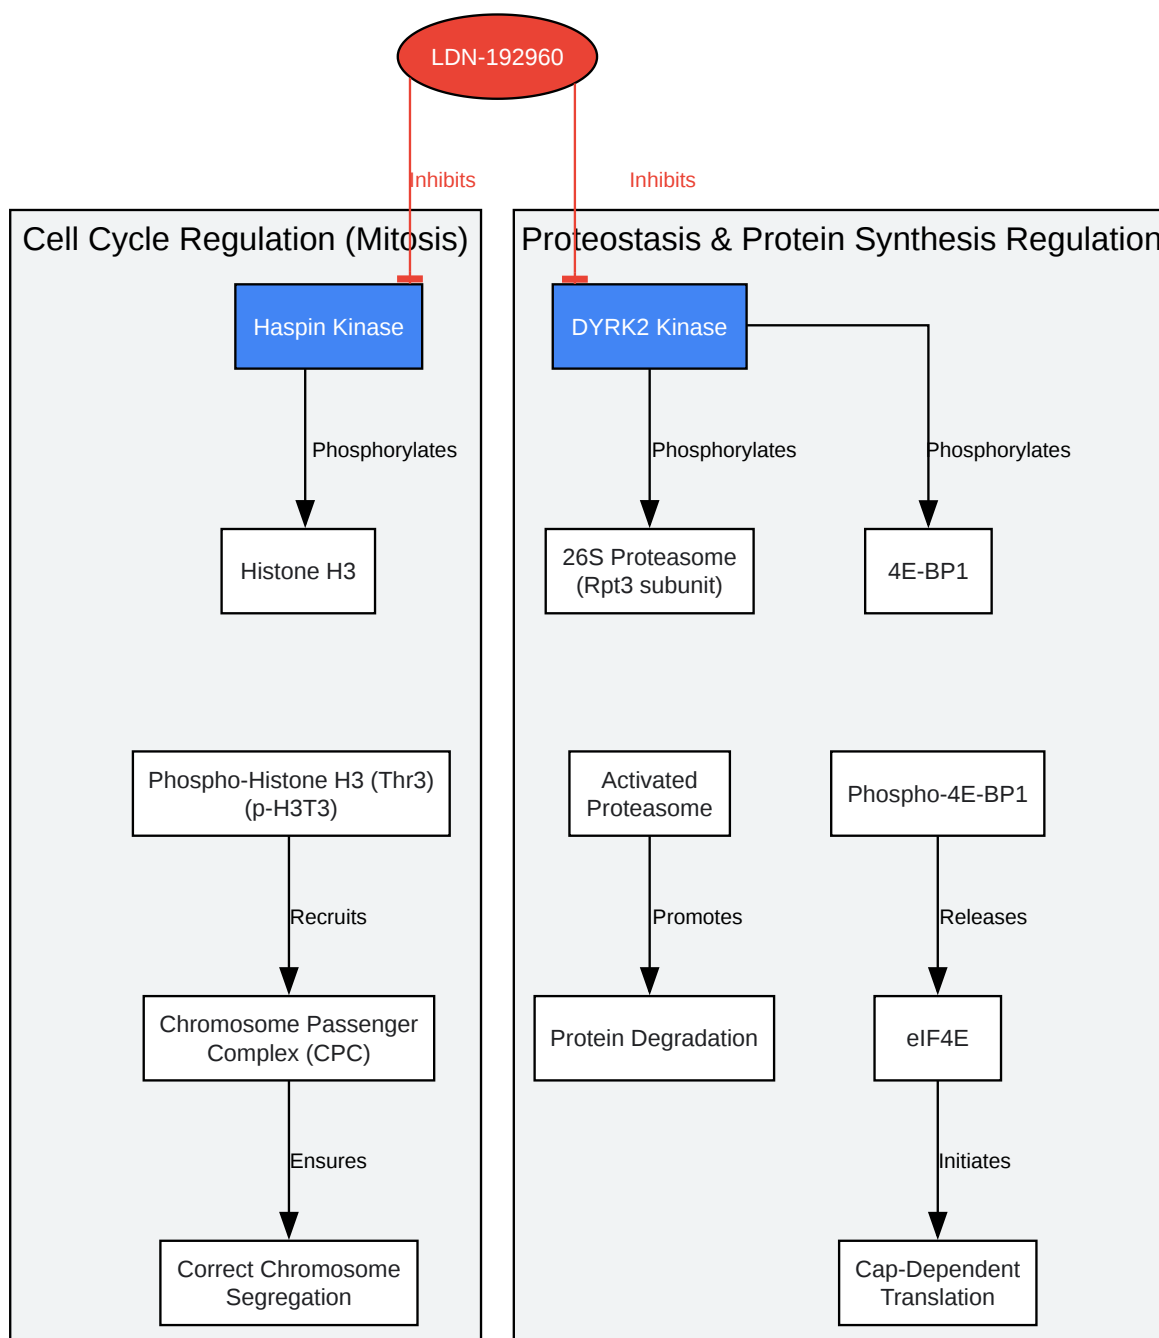 LDN-192960
Inhibits
Inhibits
Cell Cycle Regulation (Mitosis)
Proteostasis & Protein Synthesis Regulation
Haspin Kinase
DYRK2 Kinase
Phosphorylates
Phosphorylates
Phosphorylates
Histone H3
26S Proteasome
(Rpt3 subunit)
4E-BP1
Phospho-Histone H3 (Thr3)
(p-H3T3)
Activated
Proteasome
Phospho-4E-BP1
Recruits
Promotes
Releases
Chromosome Passenger
Complex (CPC)
Protein Degradation
eIF4E
Ensures
Initiates
Correct Chromosome
Segregation
Cap-Dependent
Translation